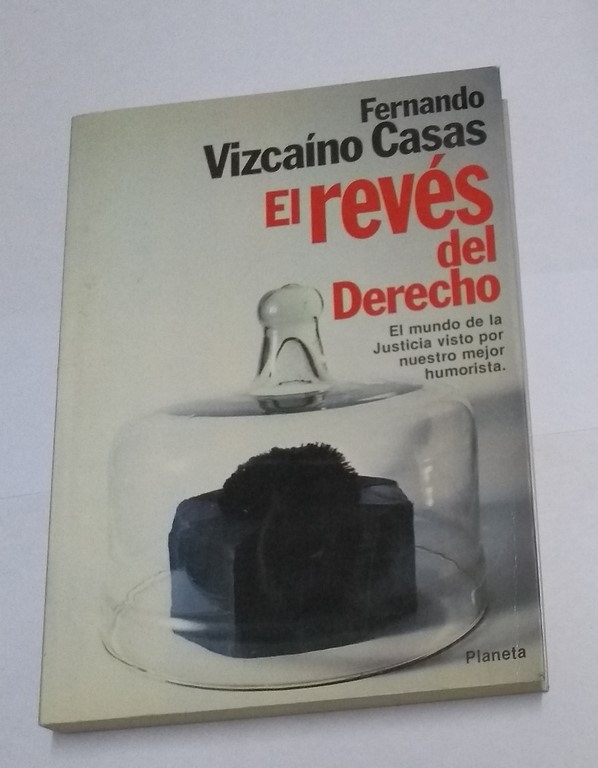 Fernando
Vizcaíno Casas
El revés
del
Derecho
El mundo de la
Justicia visto por
nuestro mejor
humorista.
Planeta